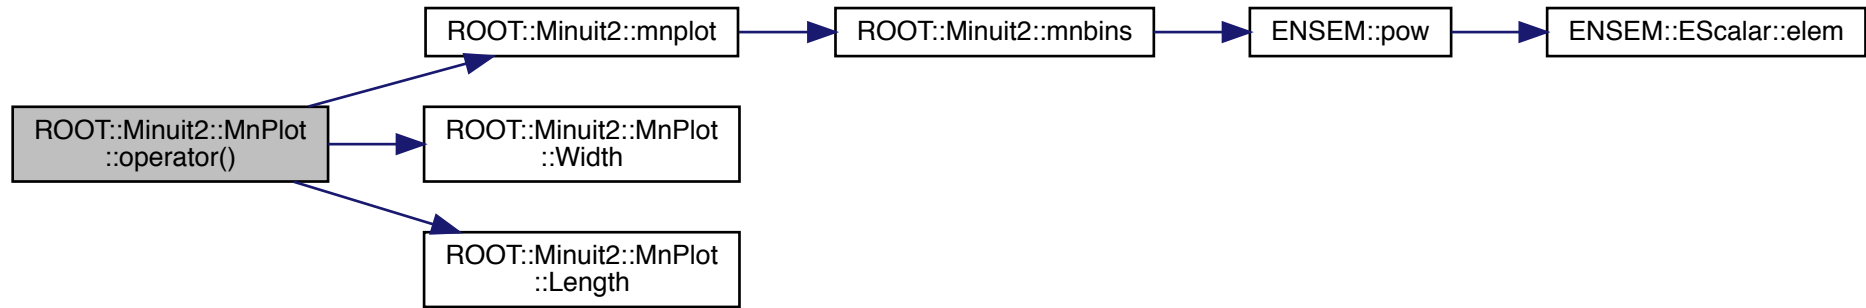 ROOT::Minuit2::MnPlot
::operator()
ROOT::Minuit2::mnplot
ROOT::Minuit2::mnbins
ENSEM::pow
ENSEM::EScalar::elem
ROOT::Minuit2::MnPlot
::Width
ROOT::Minuit2::MnPlot
::Length